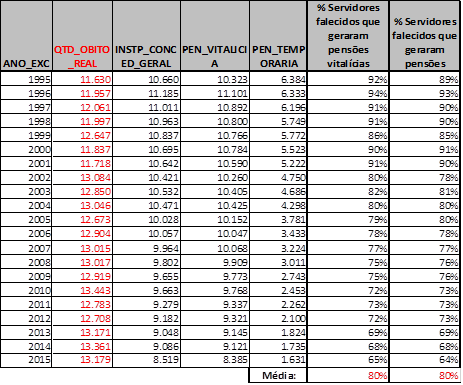 ANO_EXC QTD_OBITO_REAL INSTP_CONCED_GERAL PEN_VITALICIA PEN_TEMPORARIA % Servidores falecidos que geraram pensões vitalícias % Servidores falecidos que geraram pensões
1995 11.630 10.660 10.323 6.384 92% 89%
1996 11.957 11.185 11.101 6.333 94% 93%
1997 12.061 11.011 10.892 6.196 91% 90%
1998 11.997 10.963 10.800 5.749 91% 90%
1999 12.647 10.837 10.766 5.772 86% 85%
2000 11.837 10.695 10.784 5.523 90% 91%
2001 11.718 10.642 10.590 5.222 91% 90%
2002 13.084 10.421 10.260 4.750 80% 78%
2003 12.850 10.532 10.405 4.686 82% 81%
2004 13.046 10.471 10.425 4.298 80% 80%
2005 12.673 10.028 10.152 3.781 79% 80%
2006 12.904 10.057 10.047 3.433 78% 78%
2007 13.015 9.964 10.068 3.224 77% 77%
2008 13.017 9.802 9.909 3.011 75% 76%
2009 12.919 9.655 9.773 2.743 75% 76%
2010 13.443 9.663 9.768 2.453 72% 73%
2011 12.783 9.279 9.337 2.262 73% 73%
2012 12.708 9.182 9.321 2.100 72% 73%
2013 13.171 9.048 9.145 1.824 69% 69%
2014 13.361 9.086 9.121 1.735 68% 68%
2015 13.179 8.519 8.385 1.631 65% 64%
Média: 80% 80%